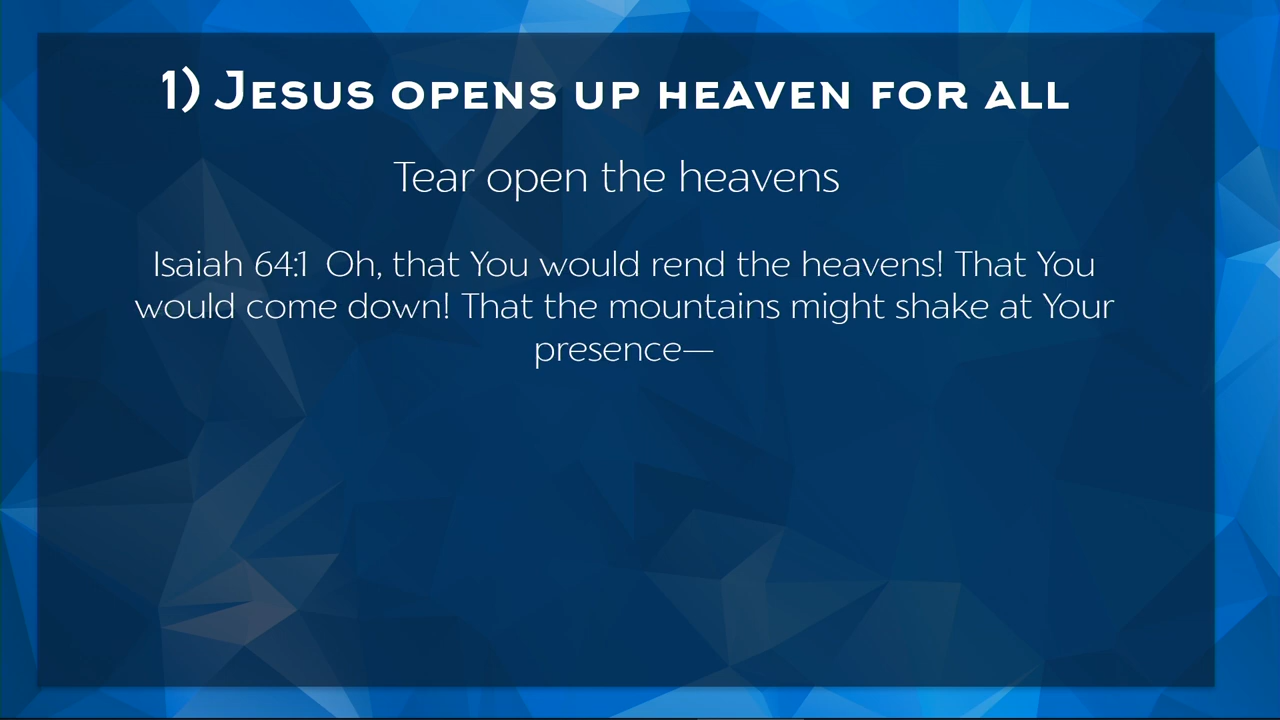 1) Jesus opens up heaven for all
Tear open the heavens
Isaiah 64:1  Oh, that You would rend the heavens! That You
would come down! That the mountains might shake at Your
presence—